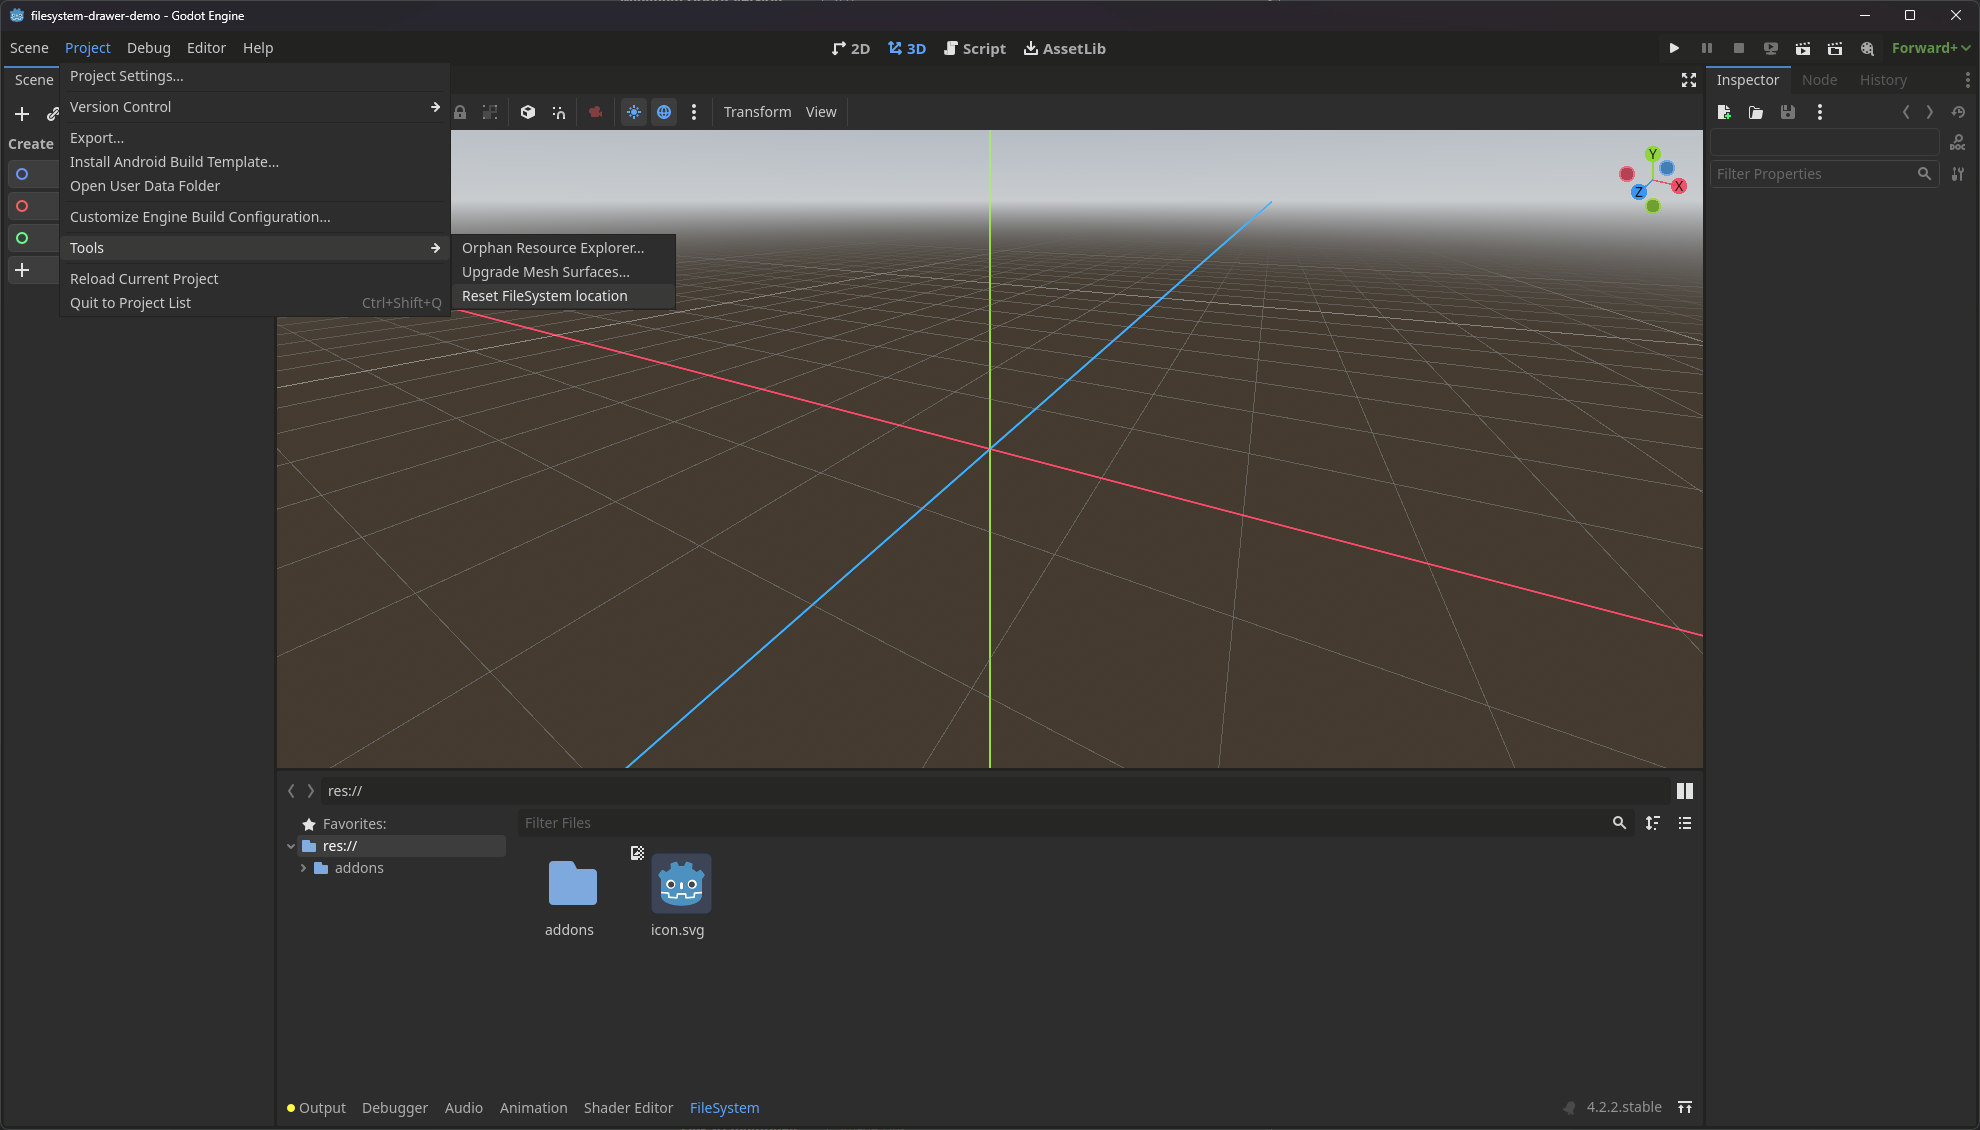 filesystem-drawer-demo - Godot Engine
Scene Project Debug Editor Help
2D 3D Script AssetLib
Forward+
Scene
Project Settings...
Version Control
Export...
Install Android Build Template...
Open User Data Folder
Customize Engine Build Configuration...
Tools
Reload Current Project
Quit to Project List Ctrl+Shift+Q
Create
Orphan Resource Explorer...
Upgrade Mesh Surfaces...
Reset FileSystem location
Transform View
Y
X
Z
Inspector Node History
DOC
Filter Properties
res://
Favorites:
res://
addons
Filter Files
addons
icon.svg
Output Debugger Audio Animation Shader Editor FileSystem
4.2.2.stable